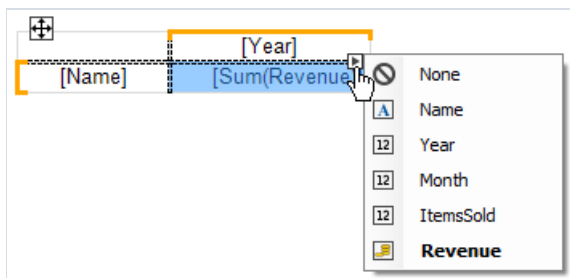 [Year]
[Name] [Sum(Revenue
None
Name
Year
Month
ItemsSold
Revenue